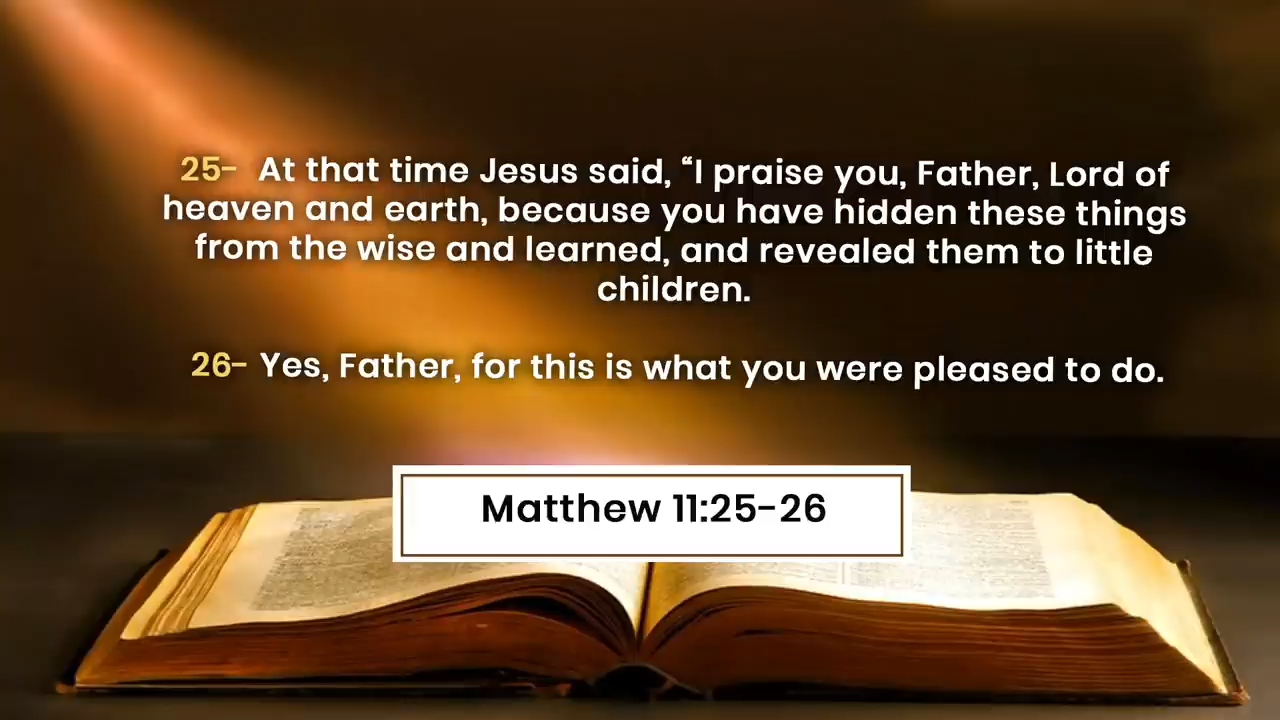 25- At that time Jesus said, “I praise you, Father, Lord of
heaven and earth, because you have hidden these things
from the wise and learned, and revealed them to little
children.
26- Yes, Father, for this is what you were pleased to do.
Matthew 11:25-26